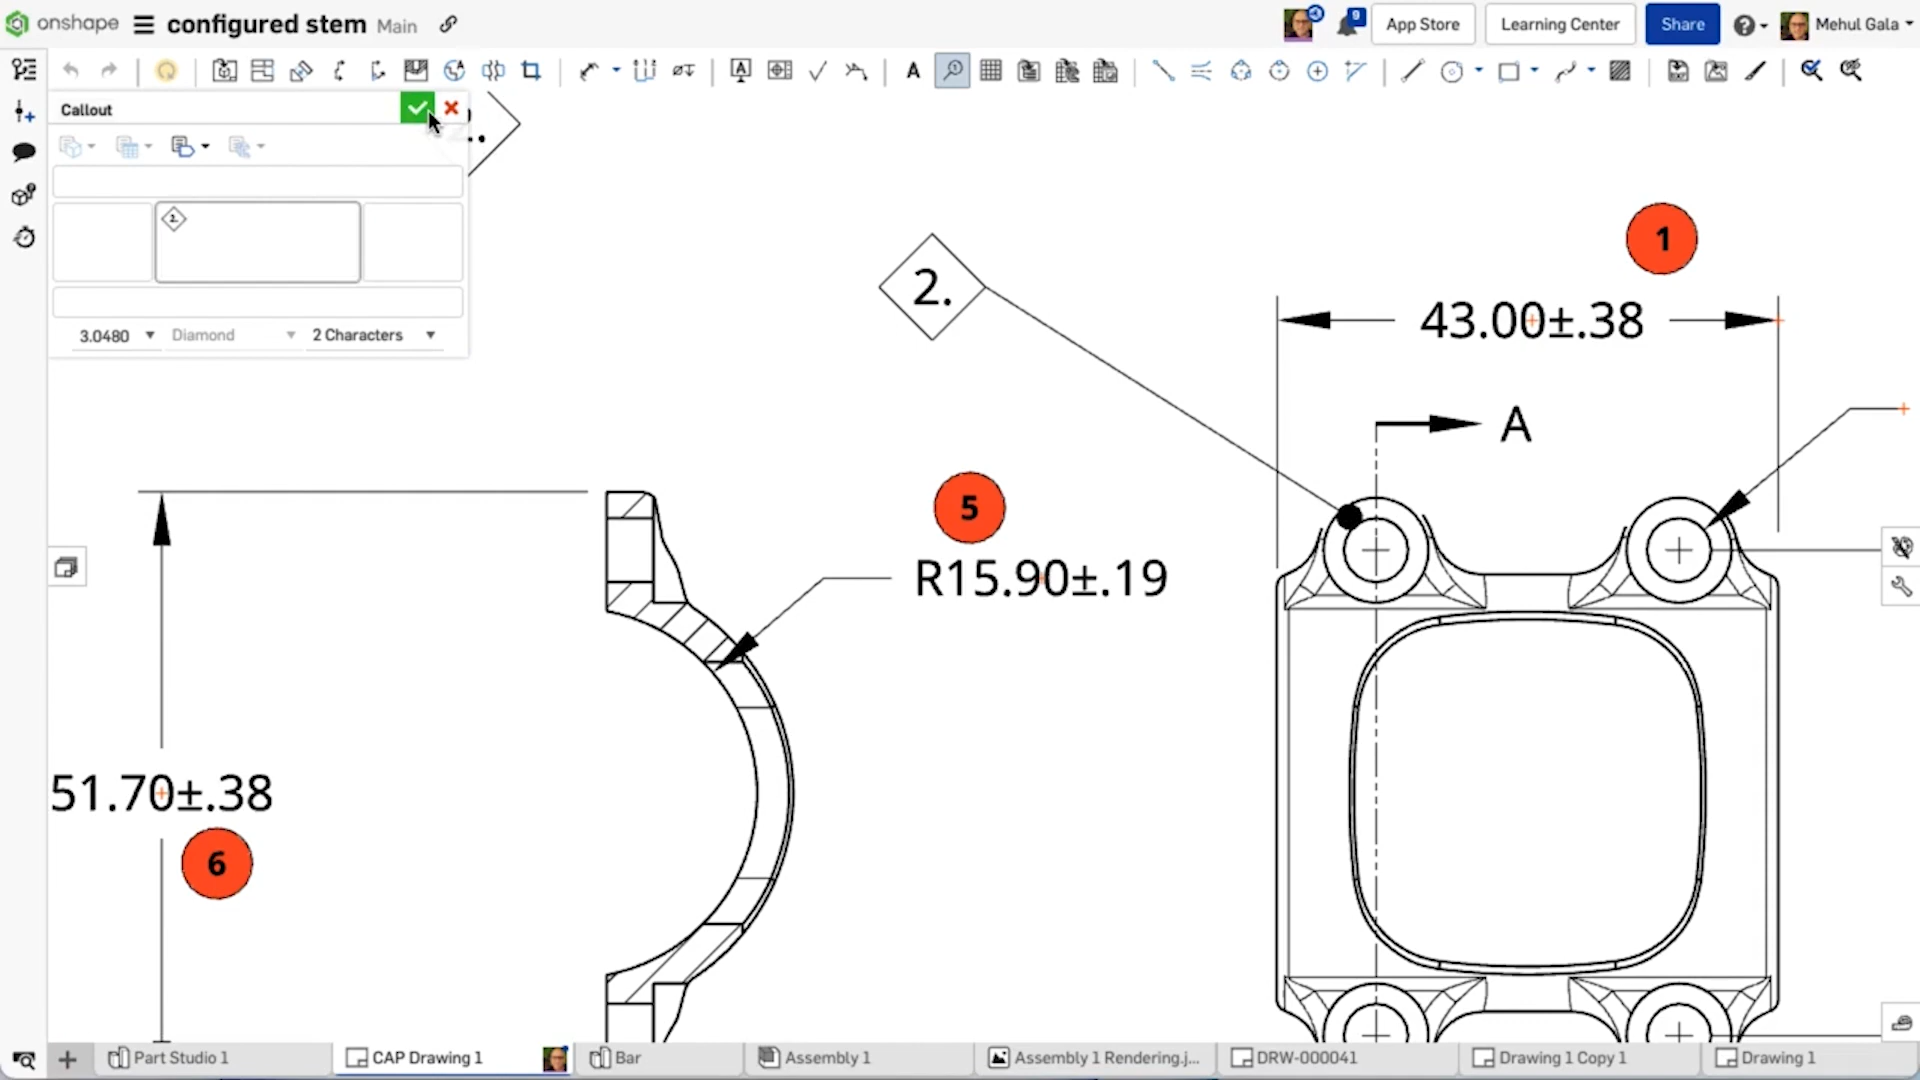 onshape configured stem Main 9 App Store Learning Center Share Mehul Gala
Callout
2.
3.0480 Diamond 2 Characters
2.
1
43.00±.38
A
5
R15.90±.19
51.70±.38
6
Part Studio 1 CAP Drawing 1 Bar Assembly 1 Assembly 1 Rendering.j... DRW-000041 Drawing 1 Copy 1 Drawing 1